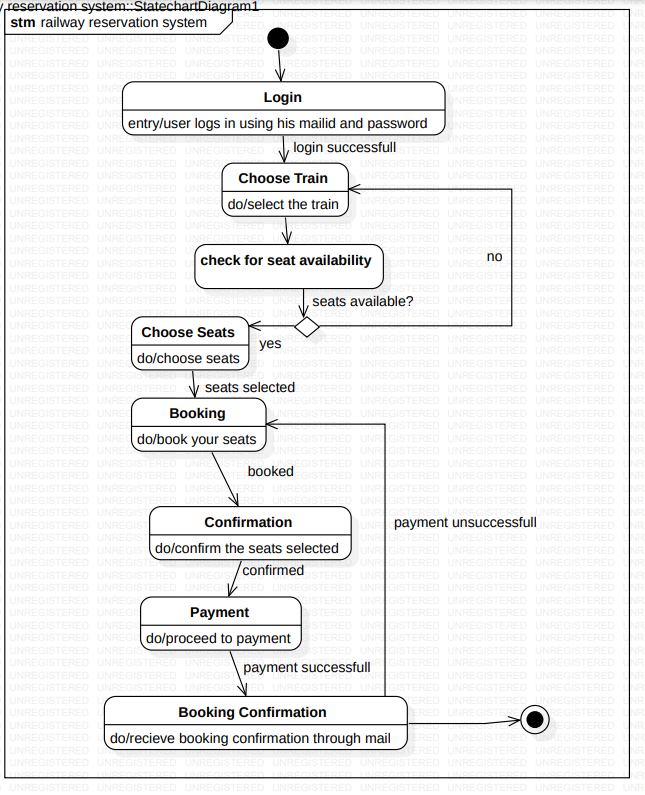 y reservation system::StatechartDiagram1
stm railway reservation system
Login
entry/user logs in using his mailid and password
login successfull
Choose Train
do/select the train
check for seat availability
no
seats available?
Choose Seats
yes
do/choose seats
seats selected
Booking
do/book your seats
booked
Confirmation
payment unsuccessfull
do/confirm the seats selected
confirmed
Payment
do/proceed to payment
payment successfull
Booking Confirmation
do/recieve booking confirmation through mail
UNREGISTERED